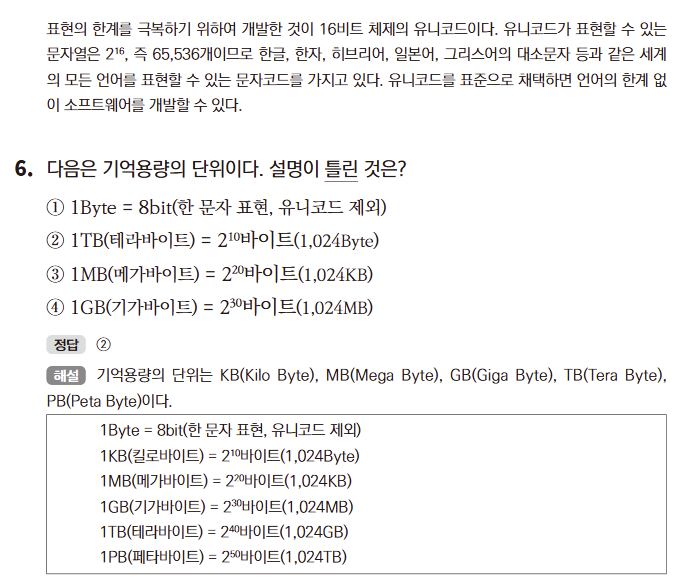 표현의 한계를 극복하기 위하여 개발한 것이 16비트 체제의 유니코드이다. 유니코드가 표현할 수 있는
문자열은 2¹⁶, 즉 65,536개이므로 한글, 한자, 히브리어, 일본어, 그리스어의 대소문자 등과 같은 세계
의 모든 언어를 표현할 수 있는 문자코드를 가지고 있다. 유니코드를 표준으로 채택하면 언어의 한계 없
이 소프트웨어를 개발할 수 있다.
6. 다음은 기억용량의 단위이다. 설명이 틀린 것은?
① 1Byte = 8bit(한 문자 표현, 유니코드 제외)
② 1TB(테라바이트) = 2¹⁰바이트(1,024Byte)
③ 1MB(메가바이트) = 2²⁰바이트(1,024KB)
④ 1GB(기가바이트) = 2³⁰바이트(1,024MB)
정답 ②
해설 기억용량의 단위는 KB(Kilo Byte), MB(Mega Byte), GB(Giga Byte), TB(Tera Byte),
PB(Peta Byte)이다.
1Byte = 8bit(한 문자 표현, 유니코드 제외)
1KB(킬로바이트) = 2¹⁰바이트(1,024Byte)
1MB(메가바이트) = 2²⁰바이트(1,024KB)
1GB(기가바이트) = 2³⁰바이트(1,024MB)
1TB(테라바이트) = 2⁴⁰바이트(1,024GB)
1PB(페타바이트) = 2⁵⁰바이트(1,024TB)